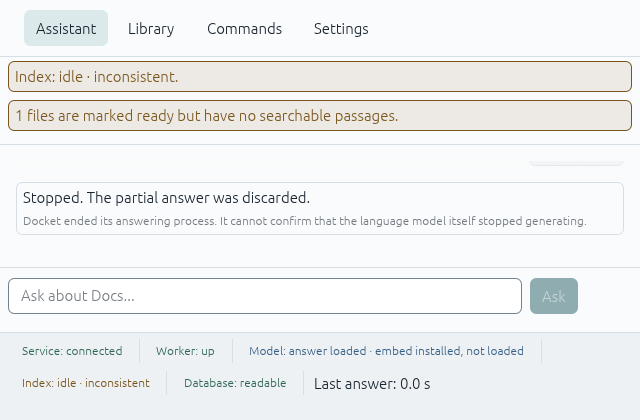 Assistant Library Commands Settings
Index: idle · inconsistent.
1 files are marked ready but have no searchable passages.
Stopped. The partial answer was discarded.
Docket ended its answering process. It cannot confirm that the language model itself stopped generating.
Ask about Docs... Ask
Service: connected Worker: up Model: answer loaded · embed installed, not loaded
Index: idle · inconsistent Database: readable Last answer: 0.0 s